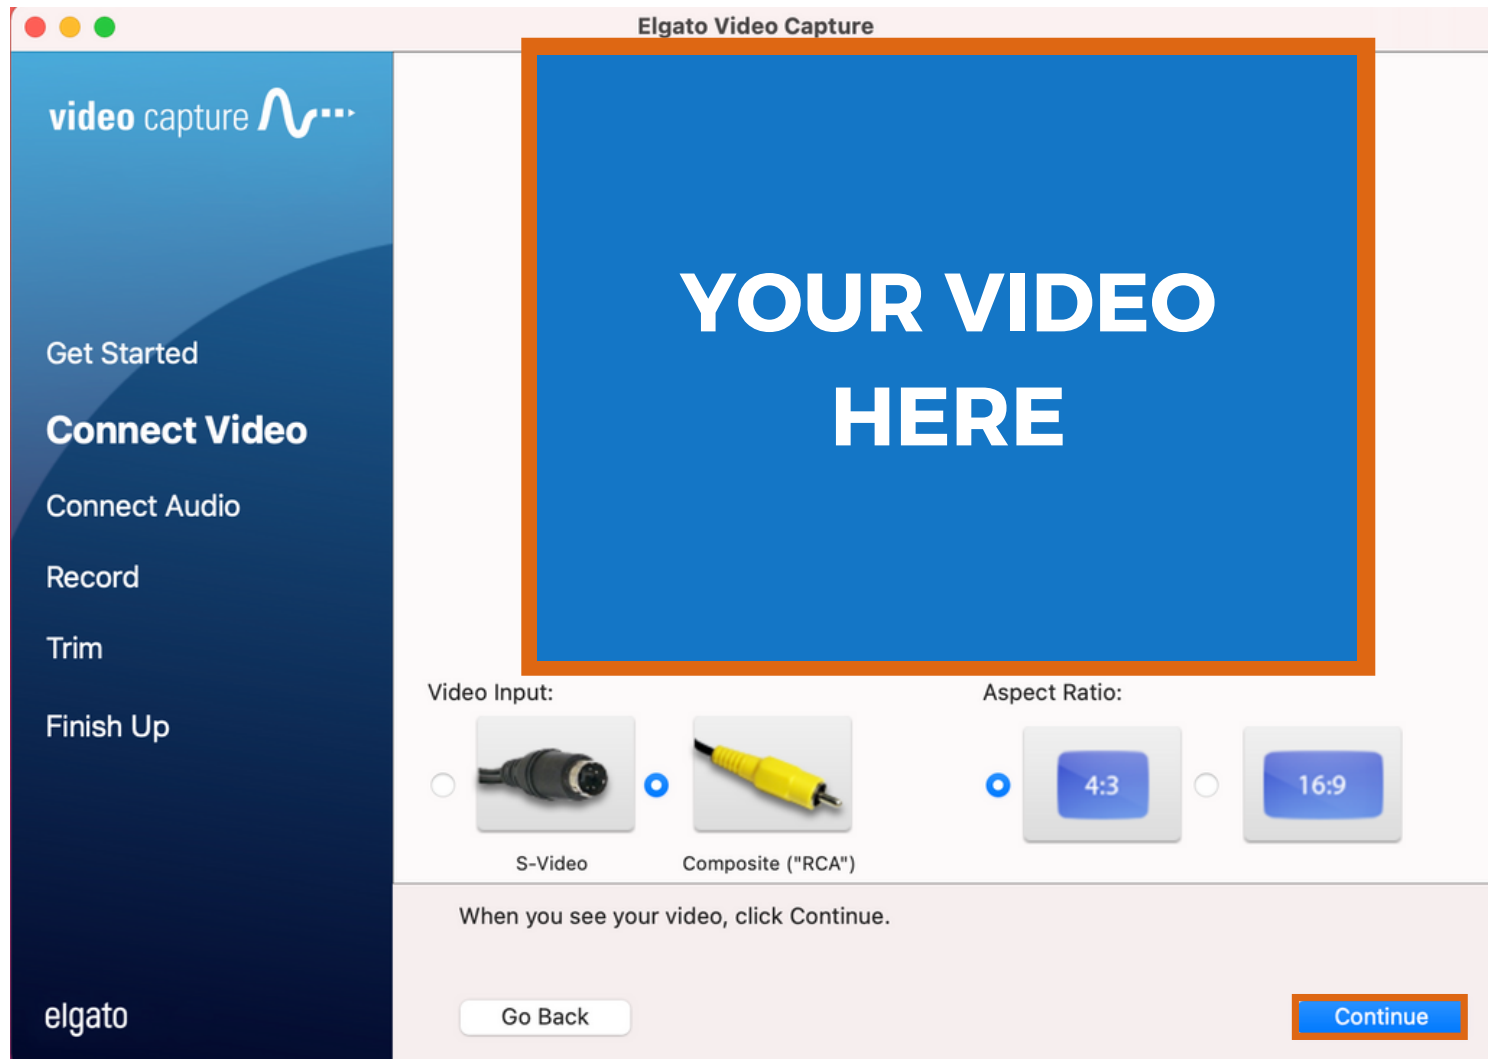 Elgato Video Capture
video capture
Get Started
Connect Video
Connect Audio
Record
Trim
Finish Up
elgato
YOUR VIDEO
HERE
Video Input:
S-Video
Composite ("RCA")
Aspect Ratio:
4:3
16:9
When you see your video, click Continue.
Go Back
Continue